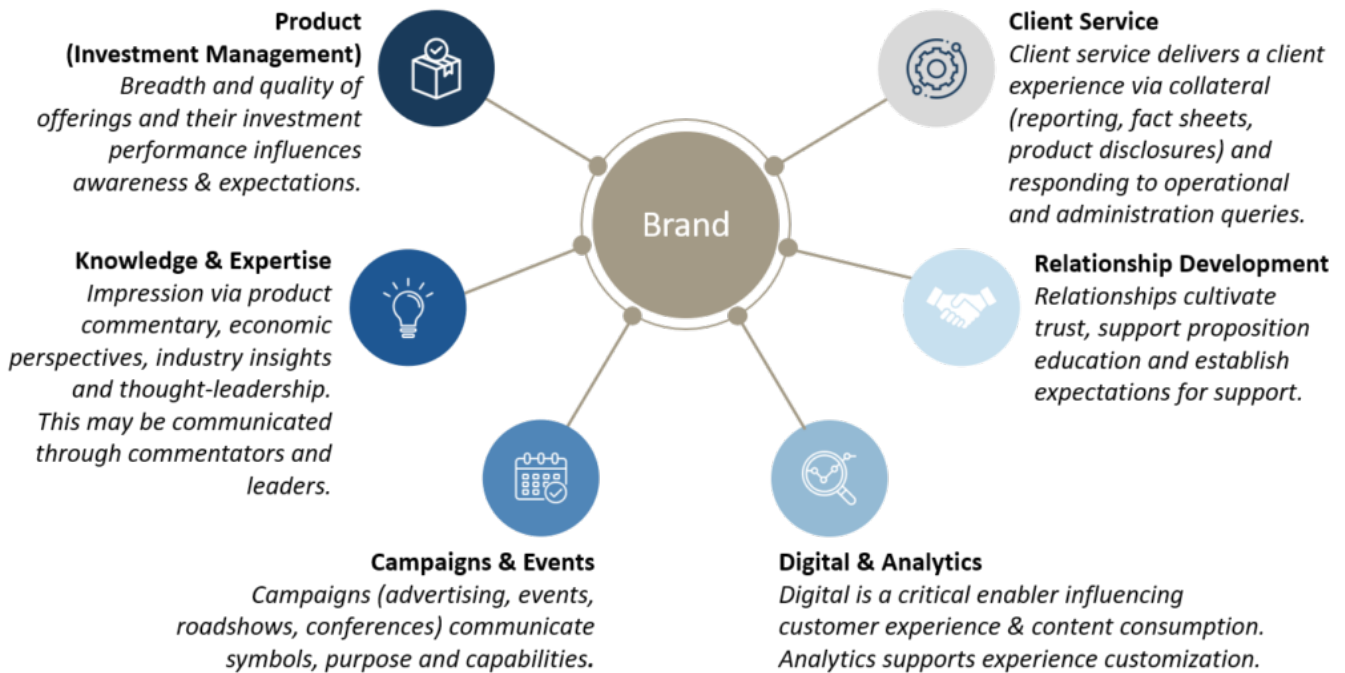 Product
(Investment Management)
Breadth and quality of
offerings and their investment
performance influences
awareness & expectations.
Client Service
Client service delivers a client
experience via collateral
(reporting, fact sheets,
product disclosures) and
responding to operational
and administration queries.
Brand
Knowledge & Expertise
Impression via product
commentary, economic
perspectives, industry insights
and thought-leadership.
This may be communicated
through commentators and
leaders.
Relationship Development
Relationships cultivate
trust, support proposition
education and establish
expectations for support.
Campaigns & Events
Campaigns (advertising, events,
roadshows, conferences) communicate
symbols, purpose and capabilities.
Digital & Analytics
Digital is a critical enabler influencing
customer experience & content consumption.
Analytics supports experience customization.